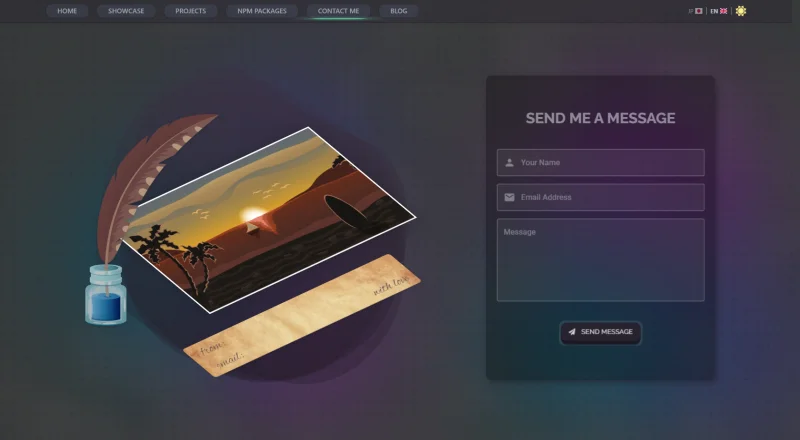 HOME
SHOWCASE
PROJECTS
NPM PACKAGES
CONTACT ME
BLOG
EN
SEND ME A MESSAGE
Your Name
Email Address
Message
SEND MESSAGE
with love
from:
mail: